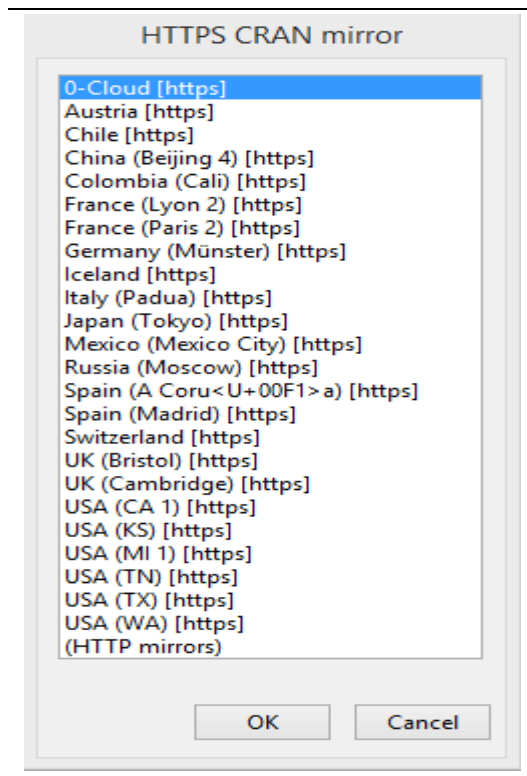 HTTPS CRAN mirror
0-Cloud [https]
Austria [https]
Chile [https]
China (Beijing 4) [https]
Colombia (Cali) [https]
France (Lyon 2) [https]
France (Paris 2) [https]
Germany (Münster) [https]
Iceland [https]
Italy (Padua) [https]
Japan (Tokyo) [https]
Mexico (Mexico City) [https]
Russia (Moscow) [https]
Spain (A Coru<U+00F1>a) [https]
Spain (Madrid) [https]
Switzerland [https]
UK (Bristol) [https]
UK (Cambridge) [https]
USA (CA 1) [https]
USA (KS) [https]
USA (MI 1) [https]
USA (TN) [https]
USA (TX) [https]
USA (WA) [https]
(HTTP mirrors)
OK Cancel